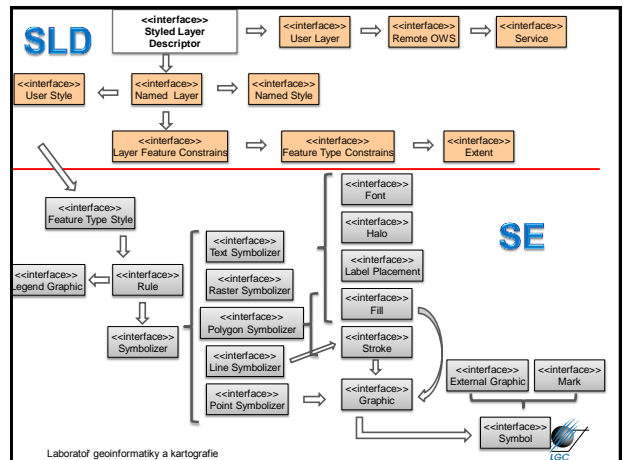 SLD
<<interface>>
Styled Layer
Descriptor
<<interface>>
User Layer
<<interface>>
Remote OWS
<<interface>>
Service
<<interface>>
User Style
<<interface>>
Named Layer
<<interface>>
Named Style
<<interface>>
Layer Feature Constrains
<<interface>>
Feature Type Constrains
<<interface>>
Extent
SE
<<interface>>
Feature Type Style
<<interface>>
Legend Graphic
<<interface>>
Rule
<<interface>>
Symbolizer
<<interface>>
Text Symbolizer
<<interface>>
Raster Symbolizer
<<interface>>
Polygon Symbolizer
<<interface>>
Line Symbolizer
<<interface>>
Point Symbolizer
<<interface>>
Font
<<interface>>
Halo
<<interface>>
Label Placement
<<interface>>
Fill
<<interface>>
Stroke
<<interface>>
Graphic
<<interface>>
External Graphic
<<interface>>
Mark
<<interface>>
Symbol
Laboratoř geoinformatiky a kartografie
LGC